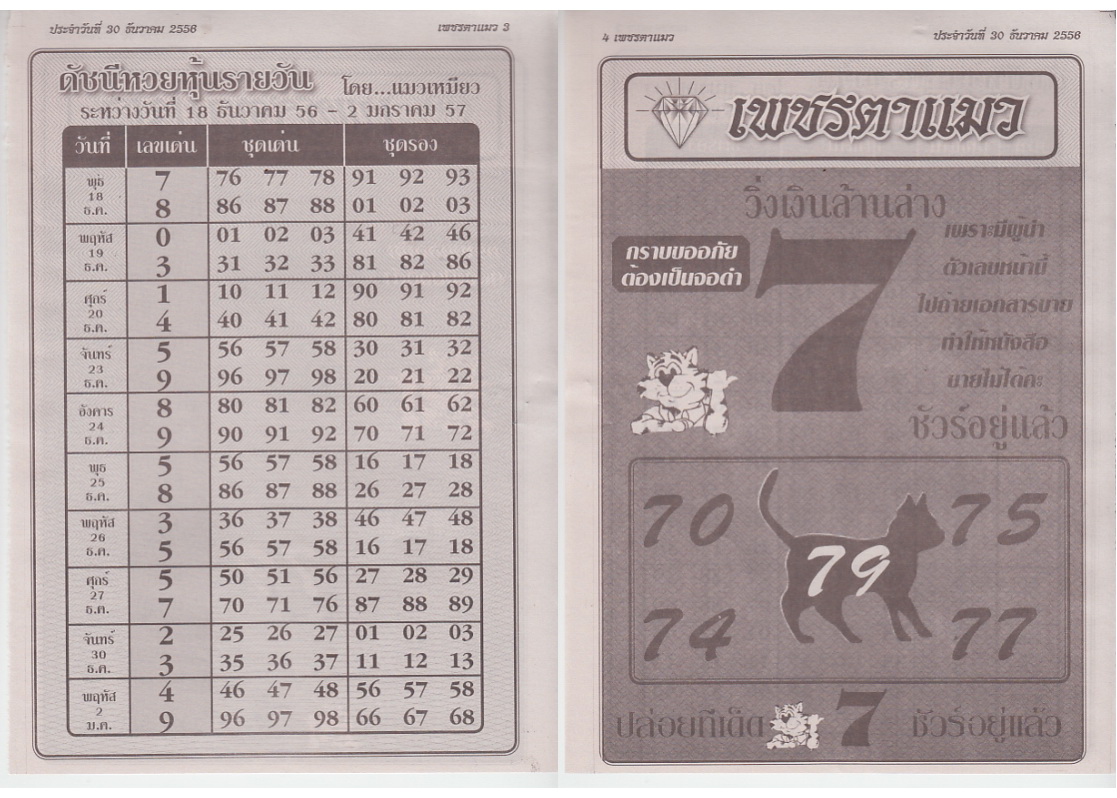 ประจำวันที่ 30 ธันวาคม 2556
เพชรตาแมว 3
ดัชนีหวยหุ้นรายวัน โดย...แมวเหมียว
ระหว่างวันที่ 18 ธันวาคม 56 - 2 มกราคม 57
วันที่ เลขเด่น ชุดเด่น ชุดรอง
พุธ 18 ธ.ค.
7 76 77 78 91 92 93
8 86 87 88 01 02 03
พฤหัส 19 ธ.ค.
0 01 02 03 41 42 46
3 31 32 33 81 82 86
ศุกร์ 20 ธ.ค.
1 10 11 12 90 91 92
4 40 41 42 80 81 82
จันทร์ 23 ธ.ค.
5 56 57 58 30 31 32
9 96 97 98 20 21 22
อังคาร 24 ธ.ค.
8 80 81 82 60 61 62
9 90 91 92 70 71 72
พุธ 25 ธ.ค.
5 56 57 58 16 17 18
8 86 87 88 26 27 28
พฤหัส 26 ธ.ค.
3 36 37 38 46 47 48
5 56 57 58 16 17 18
ศุกร์ 27 ธ.ค.
5 50 51 56 27 28 29
7 70 71 76 87 88 89
จันทร์ 30 ธ.ค.
2 25 26 27 01 02 03
3 35 36 37 11 12 13
พฤหัส 2 ม.ค.
4 46 47 48 56 57 58
9 96 97 98 66 67 68
4 เพชรตาแมว
ประจำวันที่ 30 ธันวาคม 2556
เพชรตาแมว
วิ่งเงินล้านล่าง
กราบขออภัย
ต้องเป็นจอดำ
7
เพราะมีผู้นำ
ตัวเลขหน้านี้
ไปถ่ายเอกสารขาย
ทำให้หนังสือ
ขายไม่ได้คะ
ชัวร์อยู่แล้ว
70 75
79
74 77
ปล่อยทีเด็ด 7 ชัวร์อยู่แล้ว